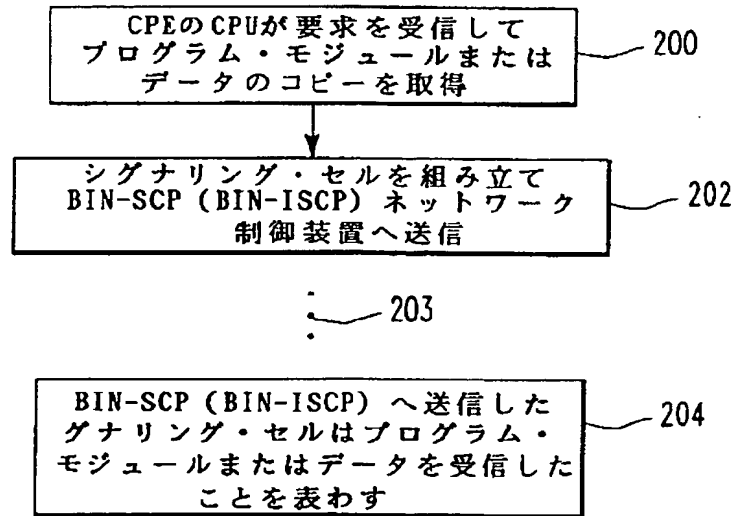 CPEのCPUが要求を受信して
プログラム・モジュールまたは
データのコピーを取得
200
シグナリング・セルを組み立て
BIN-SCP(BIN-ISCP)ネットワーク
制御装置へ送信
202
203
BIN-SCP(BIN-ISCP)へ送信した
グナリング・セルはプログラム・
モジュールまたはデータを受信した
ことを表わす
204